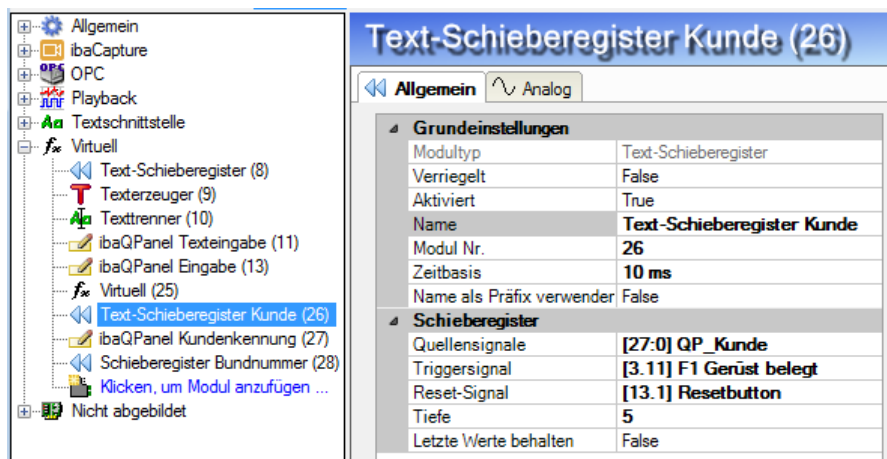 Allgemein
ibaCapture
OPC
Playback
Textschnittstelle
Virtuell
Text-Schieberegister (8)
Texterzeuger (9)
Texttrenner (10)
ibaQPanel Texteingabe (11)
ibaQPanel Eingabe (13)
Virtuell (25)
Text-Schieberegister Kunde (26)
ibaQPanel Kundenkennung (27)
Schieberegister Bundnummer (28)
Klicken, um Modul anzufügen ...
Nicht abgebildet
Text-Schieberegister Kunde (26)
Allgemein Analog
Grundeinstellungen
Modultyp Text-Schieberegister
Verriegelt False
Aktiviert True
Name Text-Schieberegister Kunde
Modul Nr. 26
Zeitbasis 10 ms
Name als Präfix verwender False
Schieberegister
Quellensignale [27:0] QP_Kunde
Triggersignal [3.11] F1 Gerüst belegt
Reset-Signal [13.1] Resetbutton
Tiefe 5
Letzte Werte behalten False